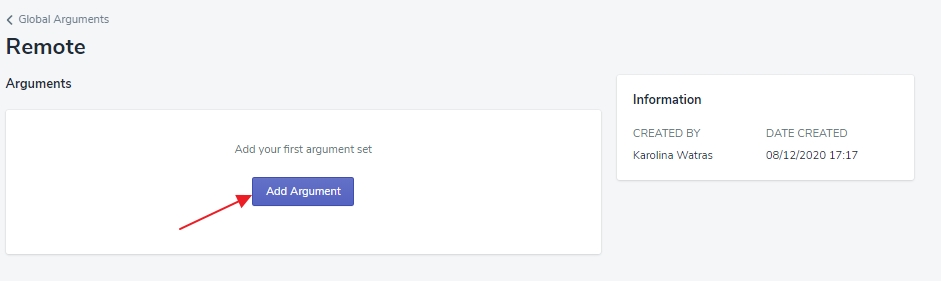 Global Arguments
Remote
Arguments
Add your first argument set
Add Argument
Information
CREATED BY DATE CREATED
Karolina Watras 08/12/2020 17:17